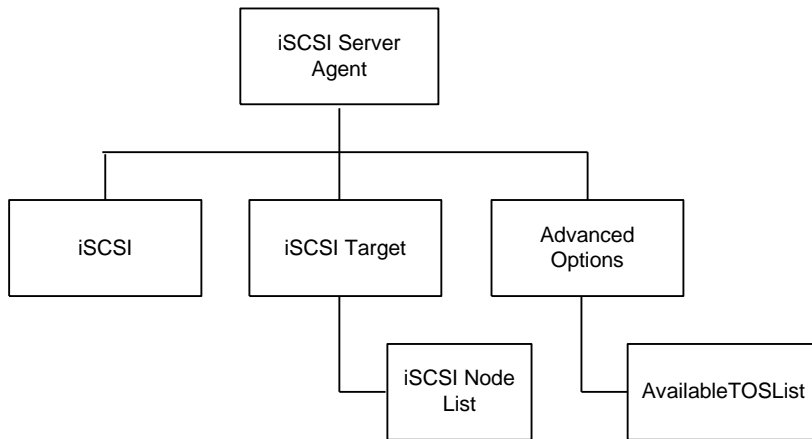 iSCSI Server
Agent
iSCSI
iSCSI Target
Advanced
Options
iSCSI Node
List
AvailableTOSList